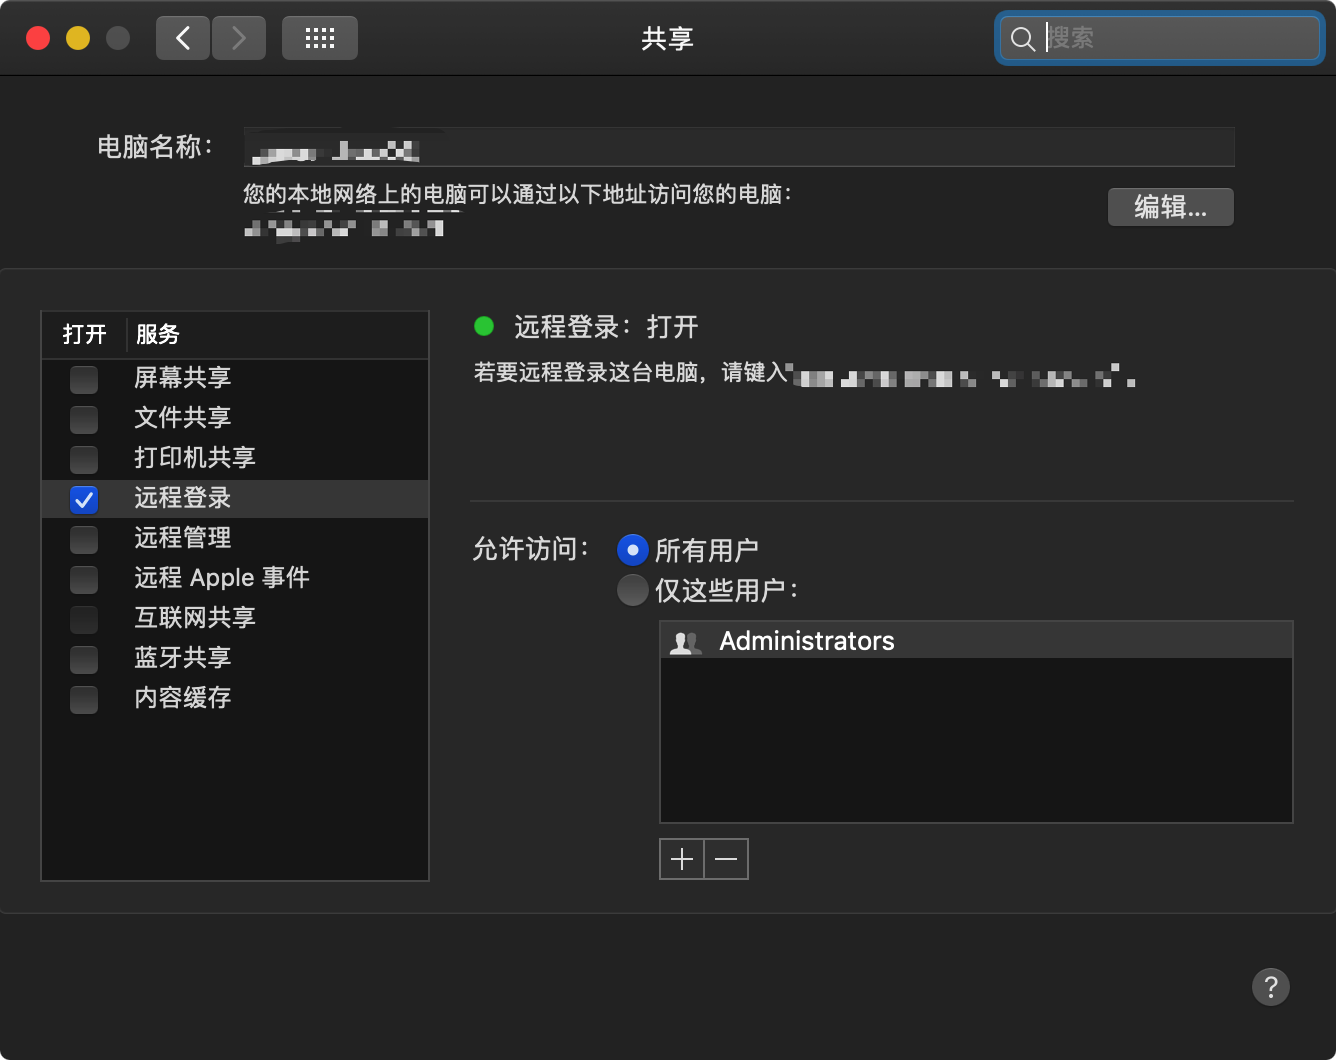 共享
搜索
电脑名称：
您的本地网络上的电脑可以通过以下地址访问您的电脑：
编辑...
打开 服务
屏幕共享
文件共享
打印机共享
远程登录
远程管理
远程 Apple 事件
互联网共享
蓝牙共享
内容缓存
远程登录：打开
若要远程登录这台电脑，请键入
允许访问：
所有用户
仅这些用户：
Administrators
?